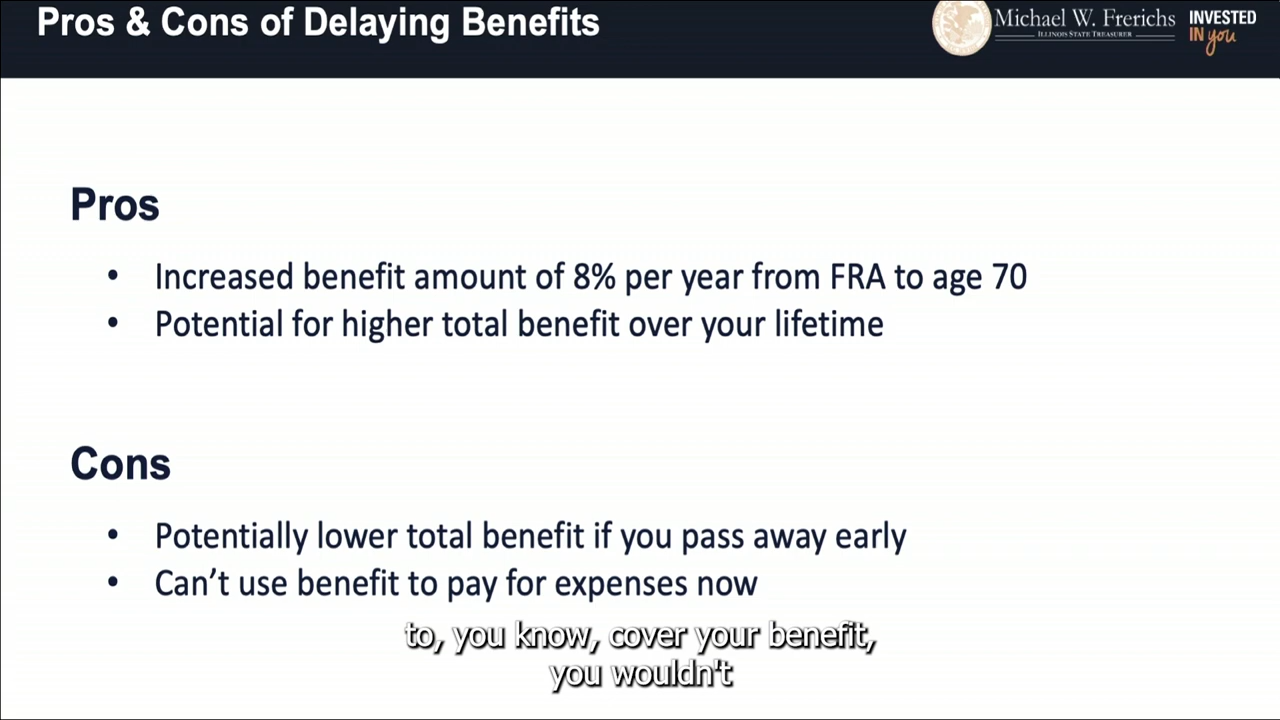 Pros & Cons of Delaying Benefits
Michael W. Frerichs
ILLINOIS STATE TREASURER
INVESTED
IN you
Pros
• Increased benefit amount of 8% per year from FRA to age 70
• Potential for higher total benefit over your lifetime
Cons
• Potentially lower total benefit if you pass away early
• Can't use benefit to pay for expenses now
to, you know, cover your benefit,
you wouldn't